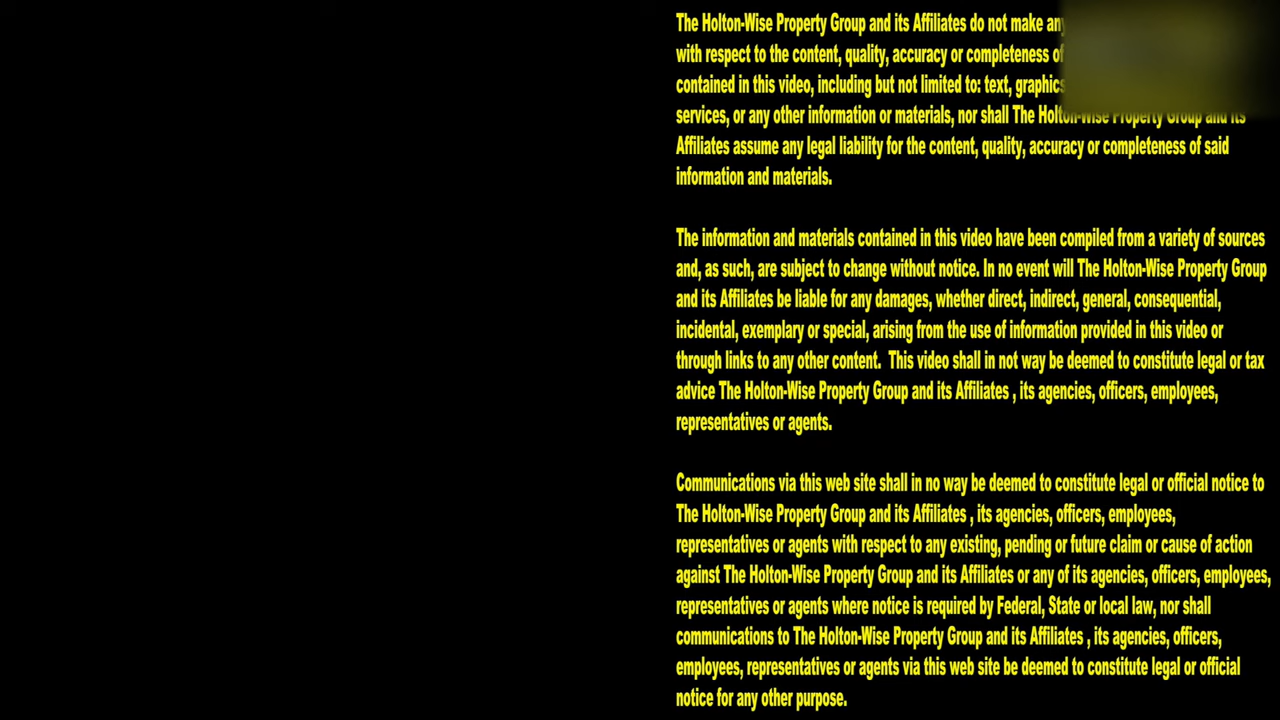 The Holton-Wise Property Group and its Affiliates do not make any
with respect to the content, quality, accuracy or completeness of
contained in this video, including but not limited to: text, graphics
services, or any other information or materials, nor shall The Holton-Wise Property Group and its
Affiliates assume any legal liability for the content, quality, accuracy or completeness of said
information and materials.
The information and materials contained in this video have been compiled from a variety of sources
and, as such, are subject to change without notice. In no event will The Holton-Wise Property Group
and its Affiliates be liable for any damages, whether direct, indirect, general, consequential,
incidental, exemplary or special, arising from the use of information provided in this video or
through links to any other content.  This video shall in not way be deemed to constitute legal or tax
advice The Holton-Wise Property Group and its Affiliates , its agencies, officers, employees,
representatives or agents.
Communications via this web site shall in no way be deemed to constitute legal or official notice to
The Holton-Wise Property Group and its Affiliates , its agencies, officers, employees,
representatives or agents with respect to any existing, pending or future claim or cause of action
against The Holton-Wise Property Group and its Affiliates or any of its agencies, officers, employees,
representatives or agents where notice is required by Federal, State or local law, nor shall
communications to The Holton-Wise Property Group and its Affiliates , its agencies, officers,
employees, representatives or agents via this web site be deemed to constitute legal or official
notice for any other purpose.